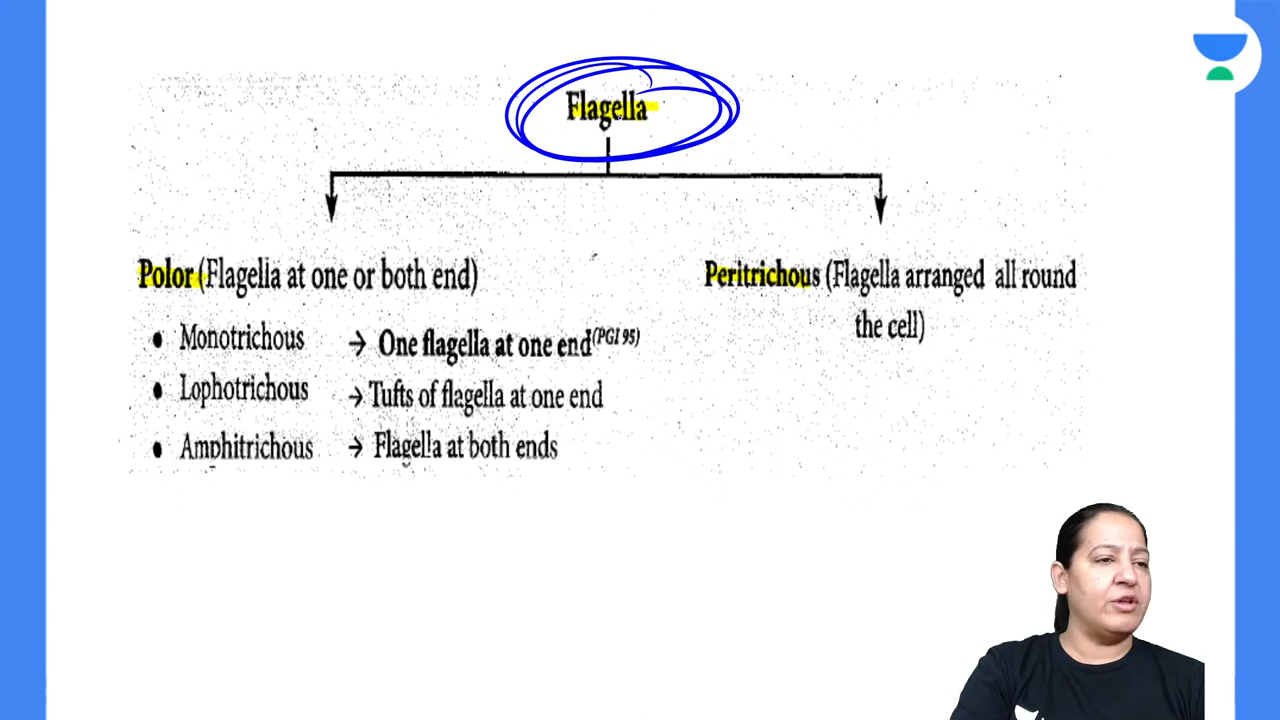 Flagella
Polor (Flagella at one or both end)
Peritrichous (Flagella arranged all round
the cell)
• Monotrichous → One flagella at one end(PGI 95)
• Lophotrichous → Tufts of flagella at one end
• Amphitrichous → Flagella at both ends